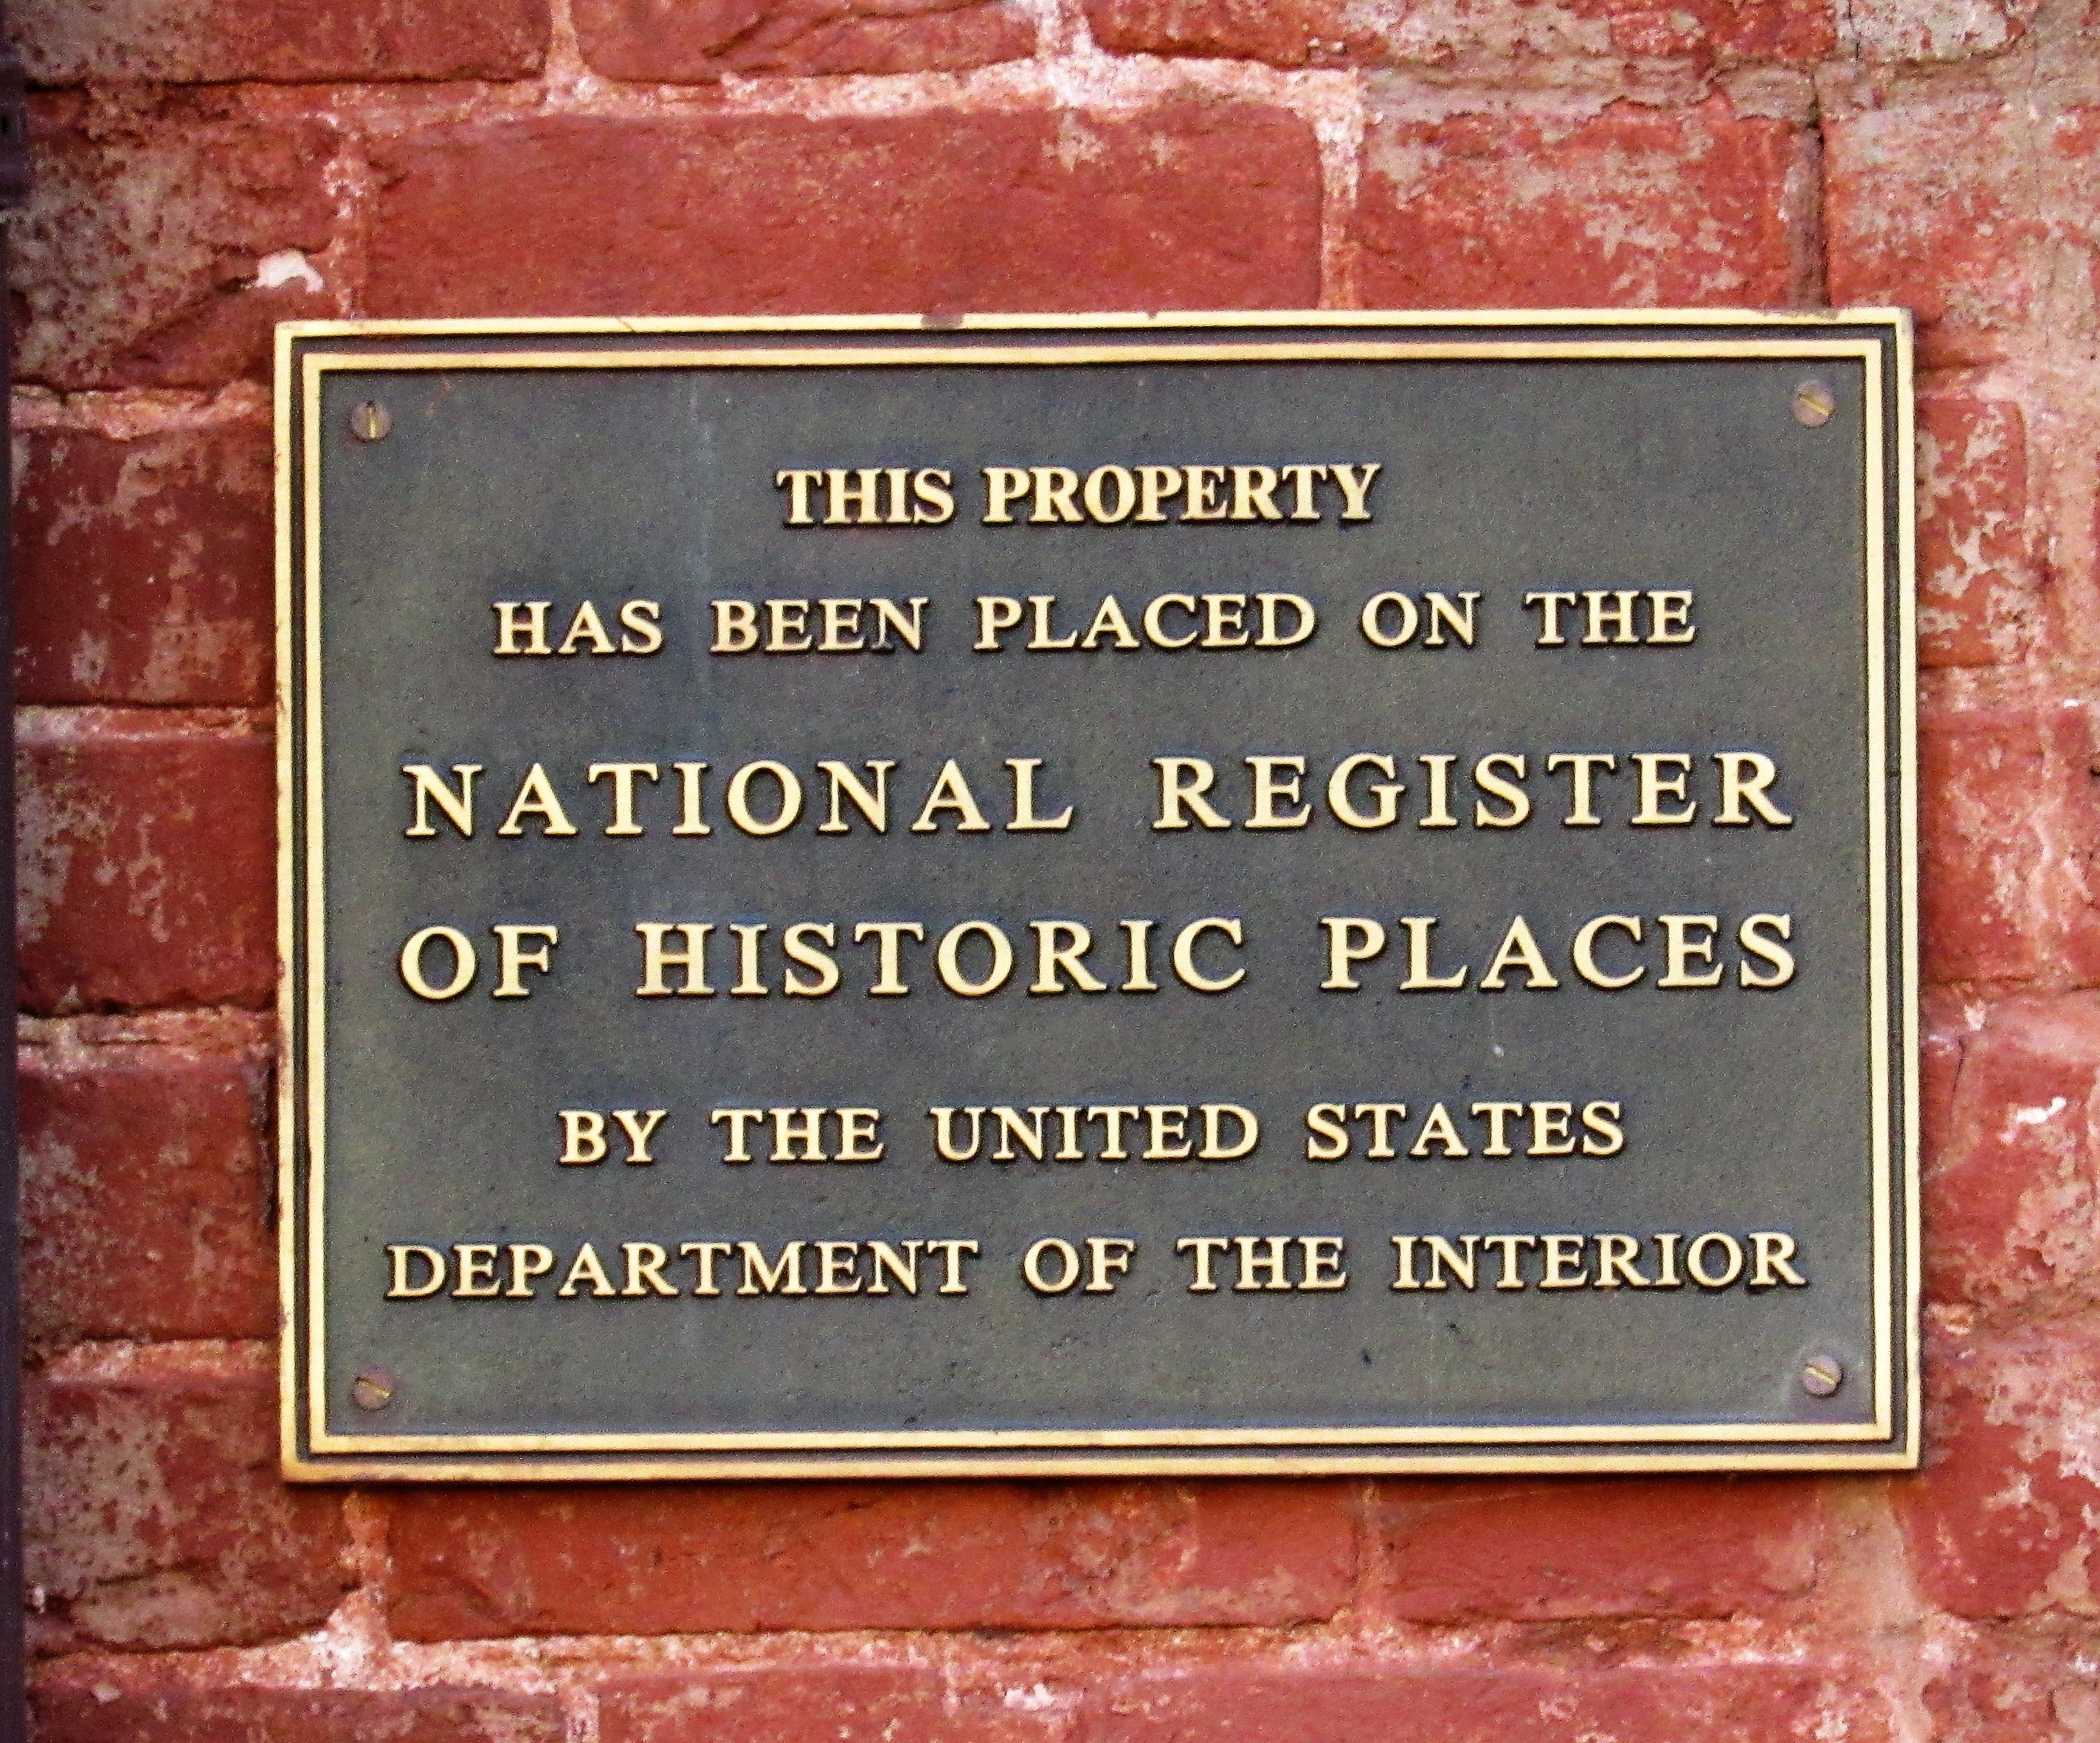 THIS PROPERTY
HAS BEEN PLACED ON THE
NATIONAL REGISTER
OF HISTORIC PLACES
BY THE UNITED STATES
DEPARTMENT OF THE INTERIOR